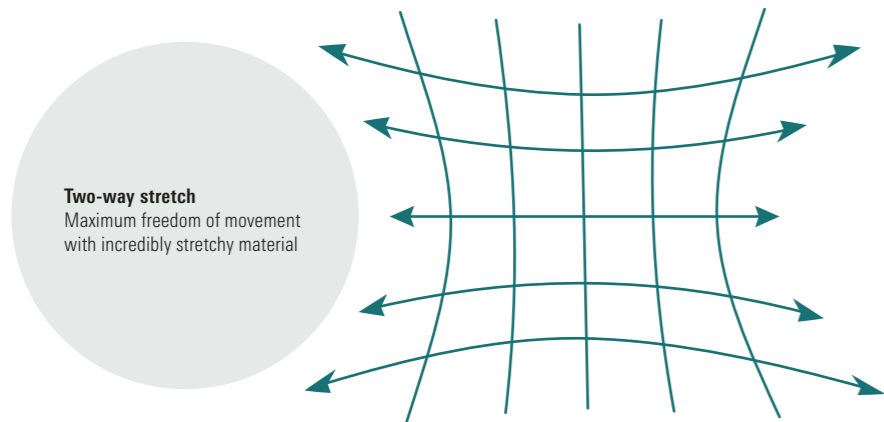 Two-way stretch
Maximum freedom of movement
with incredibly stretchy material